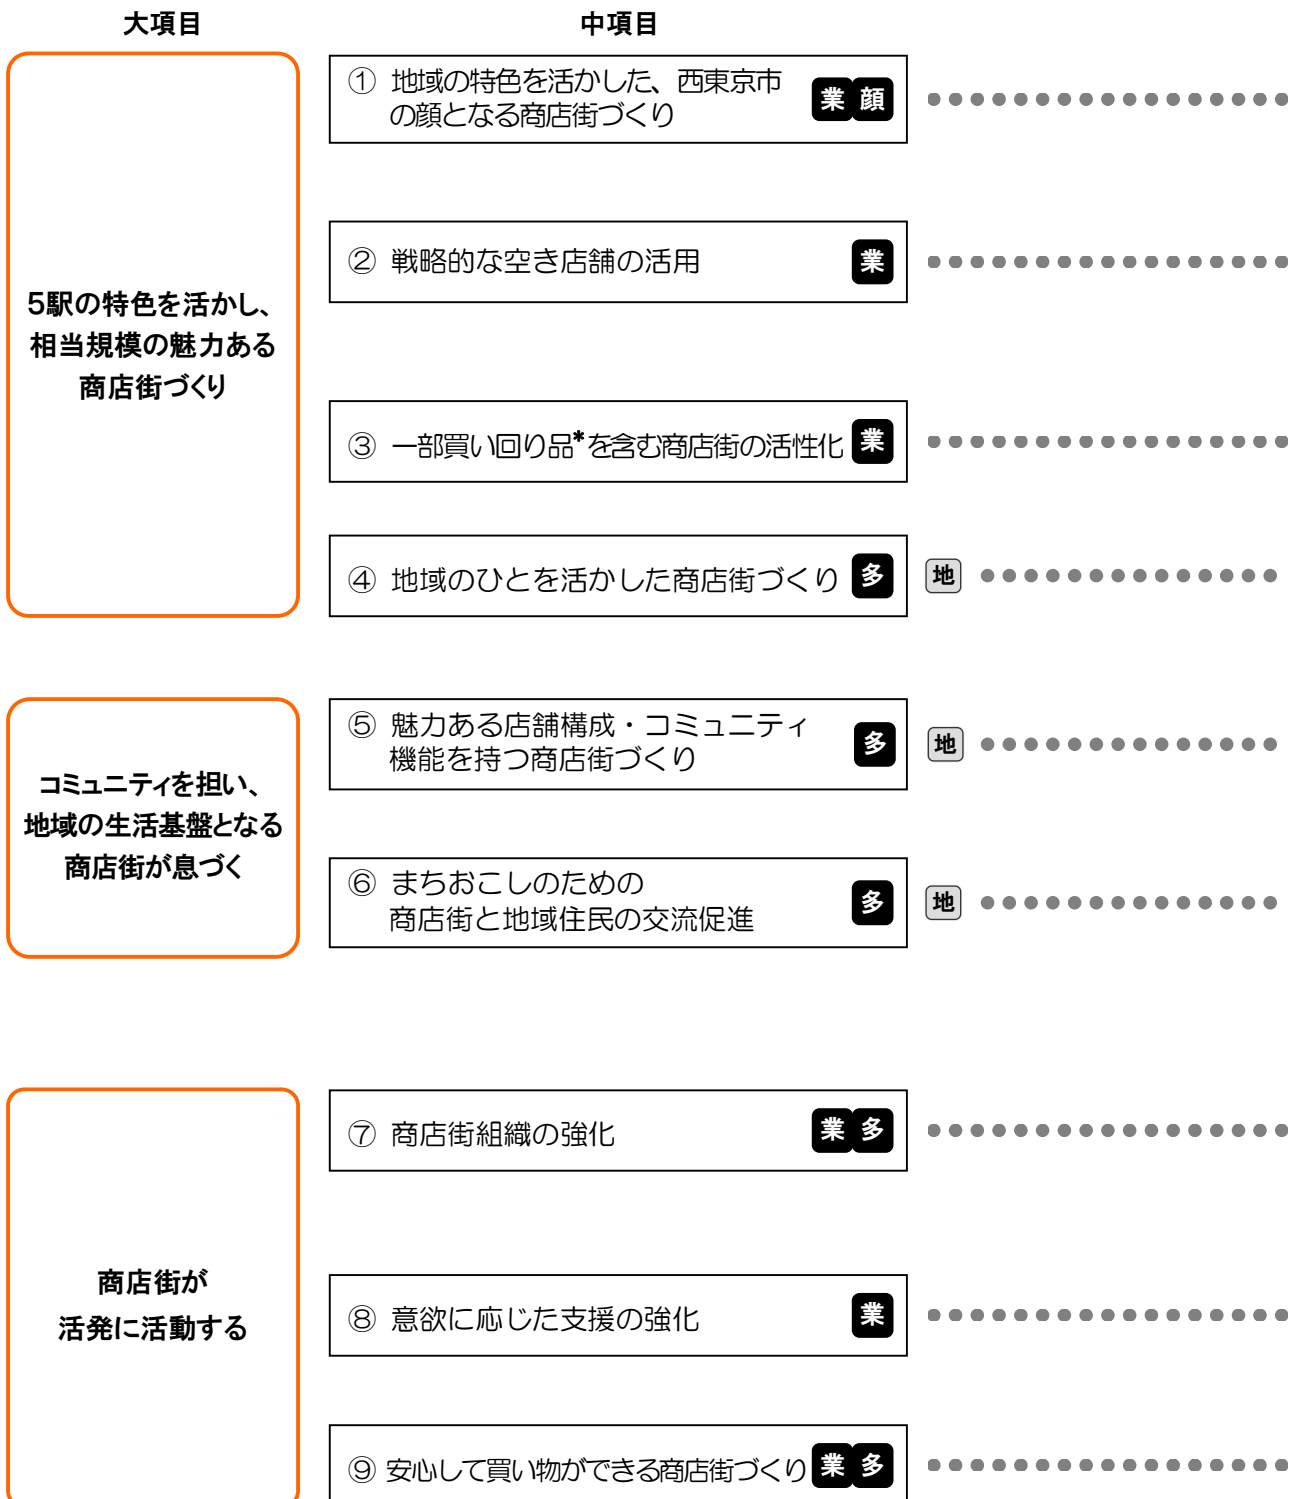 大項目
中項目
5駅の特色を活かし、
相当規模の魅力ある
商店街づくり
① 地域の特色を活かした、西東京市
の顔となる商店街づくり
業 顔
② 戦略的な空き店舗の活用
業
③ 一部買い回り品*を含む商店街の活性化
業
④ 地域のひとを活かした商店街づくり
多
地
コミュニティを担い、
地域の生活基盤となる
商店街が息づく
⑤ 魅力ある店舗構成・コミュニティ
機能を持つ商店街づくり
多
地
⑥ まちおこしのための
商店街と地域住民の交流促進
多
地
商店街が
活発に活動する
⑦ 商店街組織の強化
業 多
⑧ 意欲に応じた支援の強化
業
⑨ 安心して買い物ができる商店街づくり
業 多